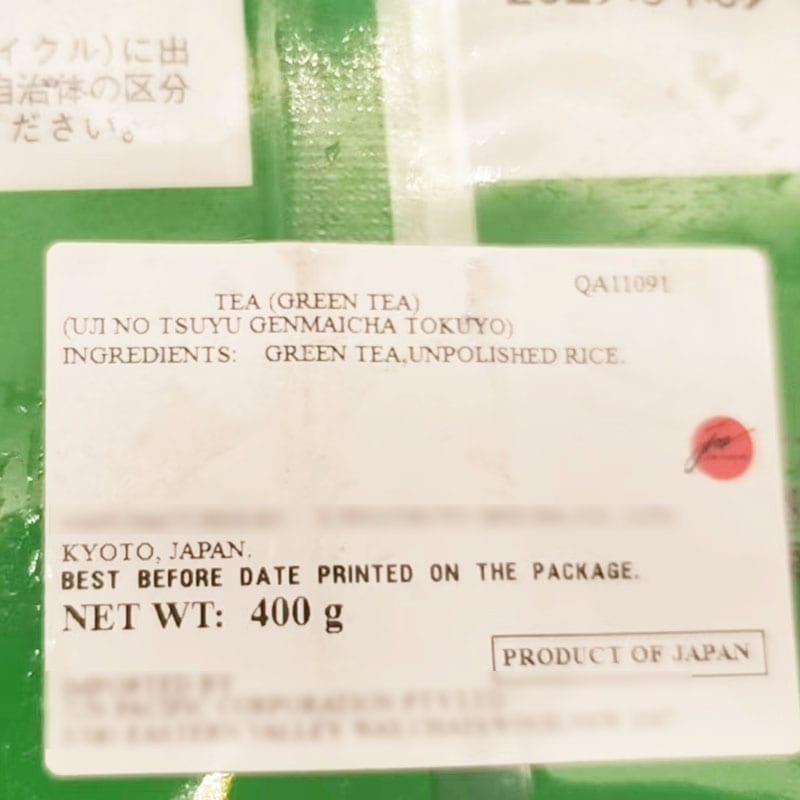 イクル)に出
自治体の区分
ださい。
QA11091
TEA (GREEN TEA)
(UJI NO TSUYU GENMAICHA TOKUYO)
INGREDIENTS: GREEN TEA,UNPOLISHED RICE.
KYOTO, JAPAN.
BEST BEFORE DATE PRINTED ON THE PACKAGE.
NET WT: 400 g
PRODUCT OF JAPAN